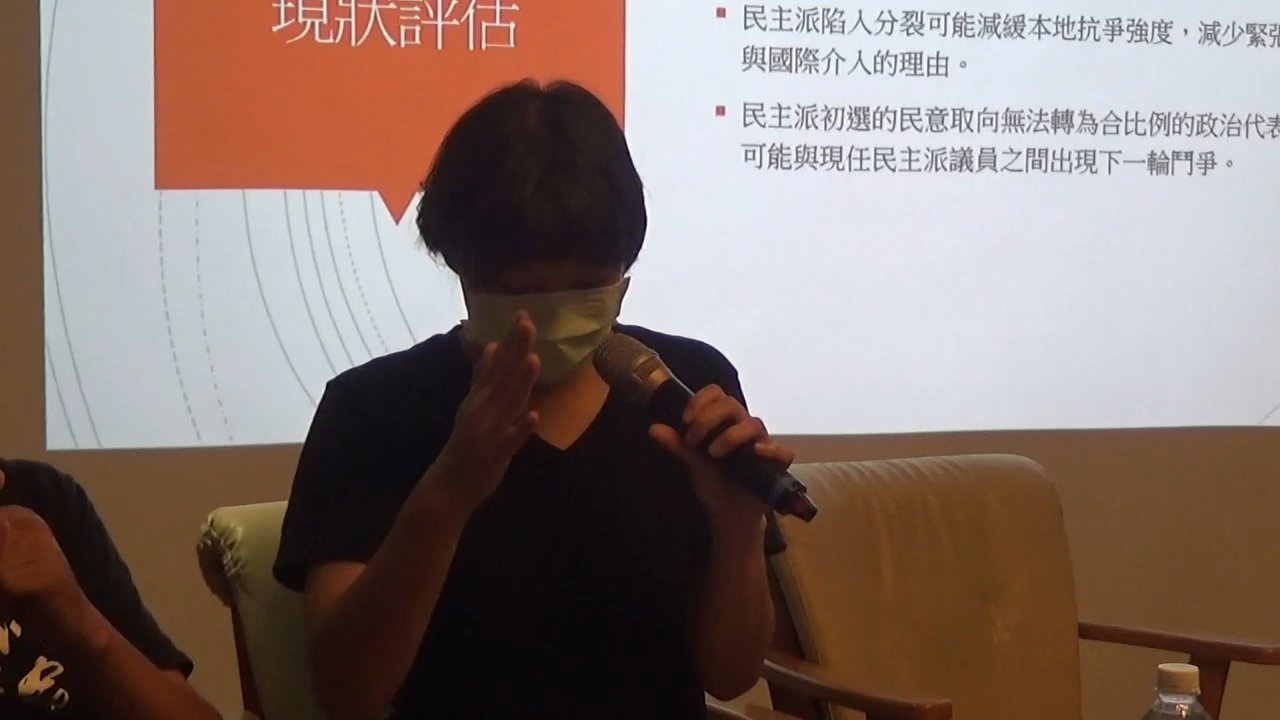 現狀評估
民主派陷入分裂可能減緩本地抗爭強度，減少緊張
與國際介入的理由。
民主派初選的民意取向無法轉為合比例的政治代表
可能與現任民主派議員之間出現下一輪鬥爭。